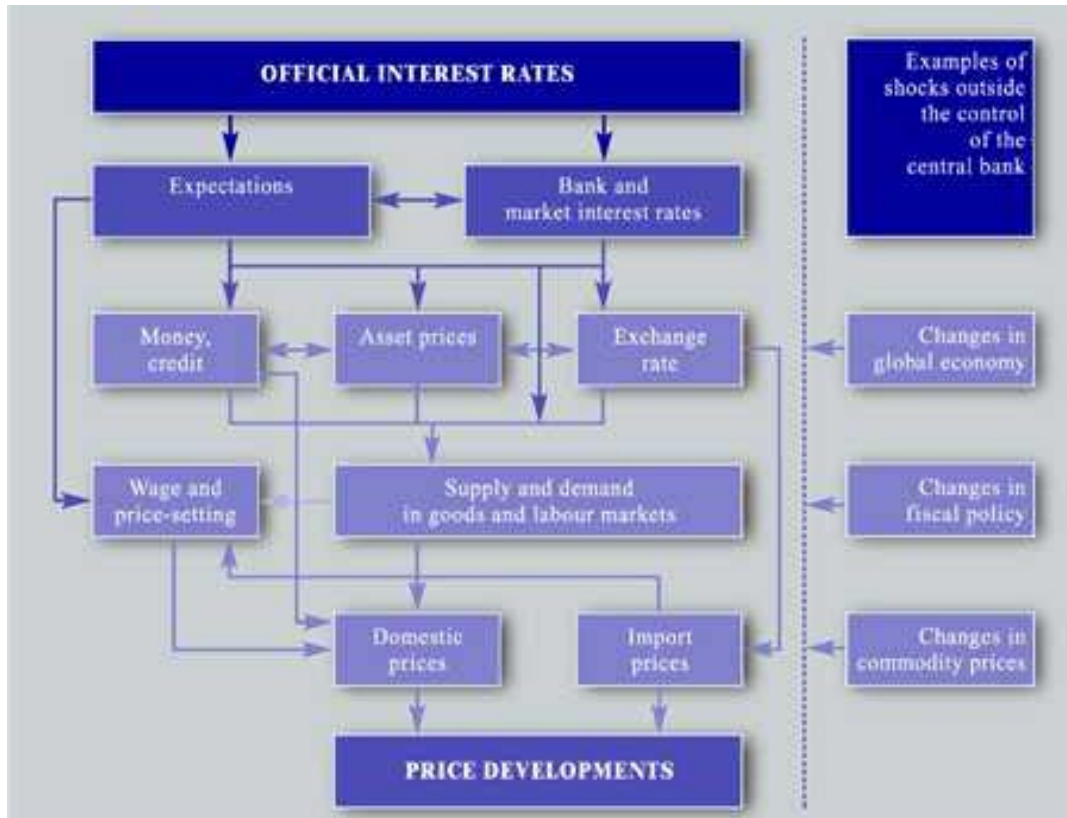 OFFICIAL INTEREST RATES
Examples of
shocks outside
the control
of the
central bank
Expectations
Bank and
market interest rates
Money,
credit
Asset prices
Exchange
rate
Changes in
global economy
Wage and
price-setting
Supply and demand
in goods and labour markets
Changes in
fiscal policy
Domestic
prices
Import
prices
Changes in
commodity prices
PRICE DEVELOPMENTS